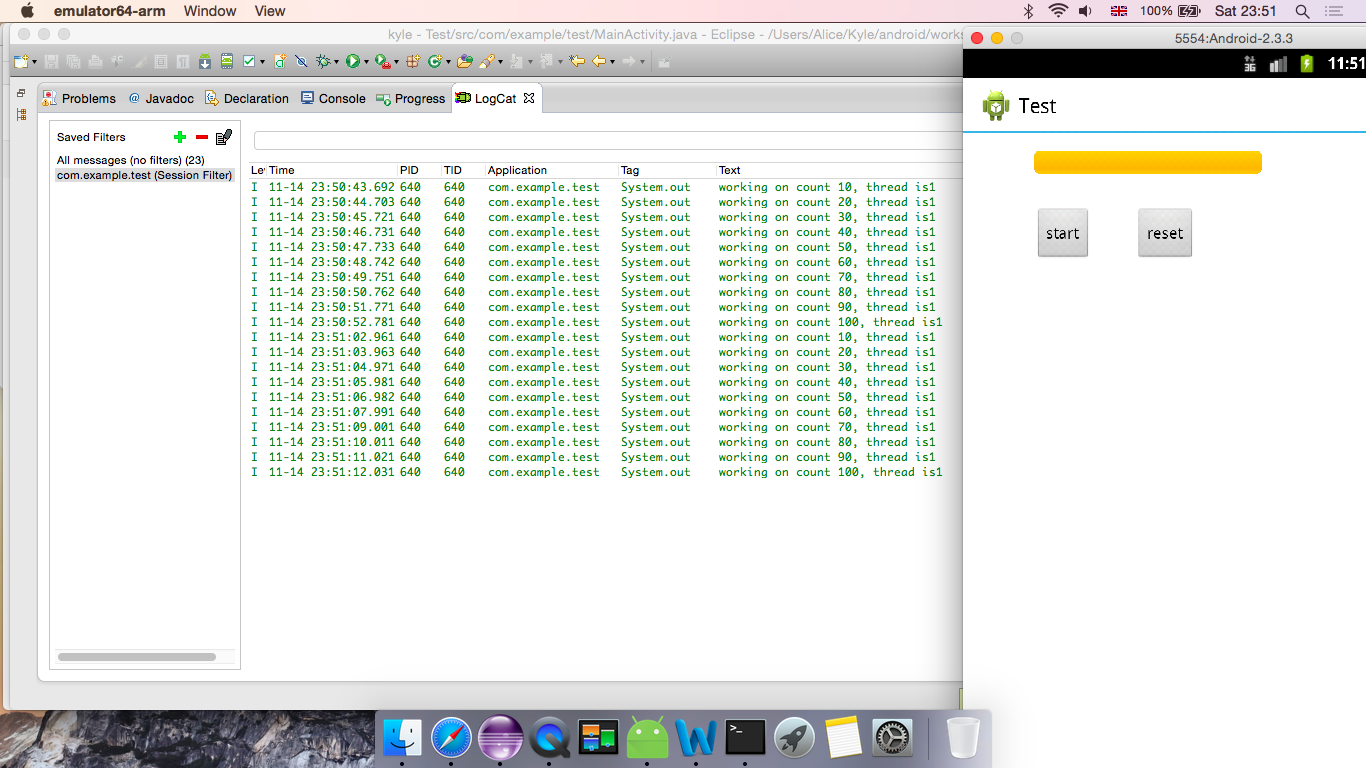 emulator64-arm Window View 100% Sat 23:51
kyle - Test/src/com/example/test/MainActivity.java - Eclipse - /Users/Alice/Kyle/android/works
5554:Android-2.3.3
3G 11:51
Test
start reset
Problems @ Javadoc Declaration Console Progress LogCat
Saved Filters
All messages (no filters) (23)
com.example.test (Session Filter)
Le Time PID TID Application Tag Text
I 11-14 23:50:43.692 640 640 com.example.test System.out working on count 10, thread is1
I 11-14 23:50:44.703 640 640 com.example.test System.out working on count 20, thread is1
I 11-14 23:50:45.721 640 640 com.example.test System.out working on count 30, thread is1
I 11-14 23:50:46.731 640 640 com.example.test System.out working on count 40, thread is1
I 11-14 23:50:47.733 640 640 com.example.test System.out working on count 50, thread is1
I 11-14 23:50:48.742 640 640 com.example.test System.out working on count 60, thread is1
I 11-14 23:50:49.751 640 640 com.example.test System.out working on count 70, thread is1
I 11-14 23:50:50.762 640 640 com.example.test System.out working on count 80, thread is1
I 11-14 23:50:51.771 640 640 com.example.test System.out working on count 90, thread is1
I 11-14 23:50:52.781 640 640 com.example.test System.out working on count 100, thread is1
I 11-14 23:51:02.961 640 640 com.example.test System.out working on count 10, thread is1
I 11-14 23:51:03.963 640 640 com.example.test System.out working on count 20, thread is1
I 11-14 23:51:04.971 640 640 com.example.test System.out working on count 30, thread is1
I 11-14 23:51:05.981 640 640 com.example.test System.out working on count 40, thread is1
I 11-14 23:51:06.982 640 640 com.example.test System.out working on count 50, thread is1
I 11-14 23:51:07.991 640 640 com.example.test System.out working on count 60, thread is1
I 11-14 23:51:09.001 640 640 com.example.test System.out working on count 70, thread is1
I 11-14 23:51:10.011 640 640 com.example.test System.out working on count 80, thread is1
I 11-14 23:51:11.021 640 640 com.example.test System.out working on count 90, thread is1
I 11-14 23:51:12.031 640 640 com.example.test System.out working on count 100, thread is1